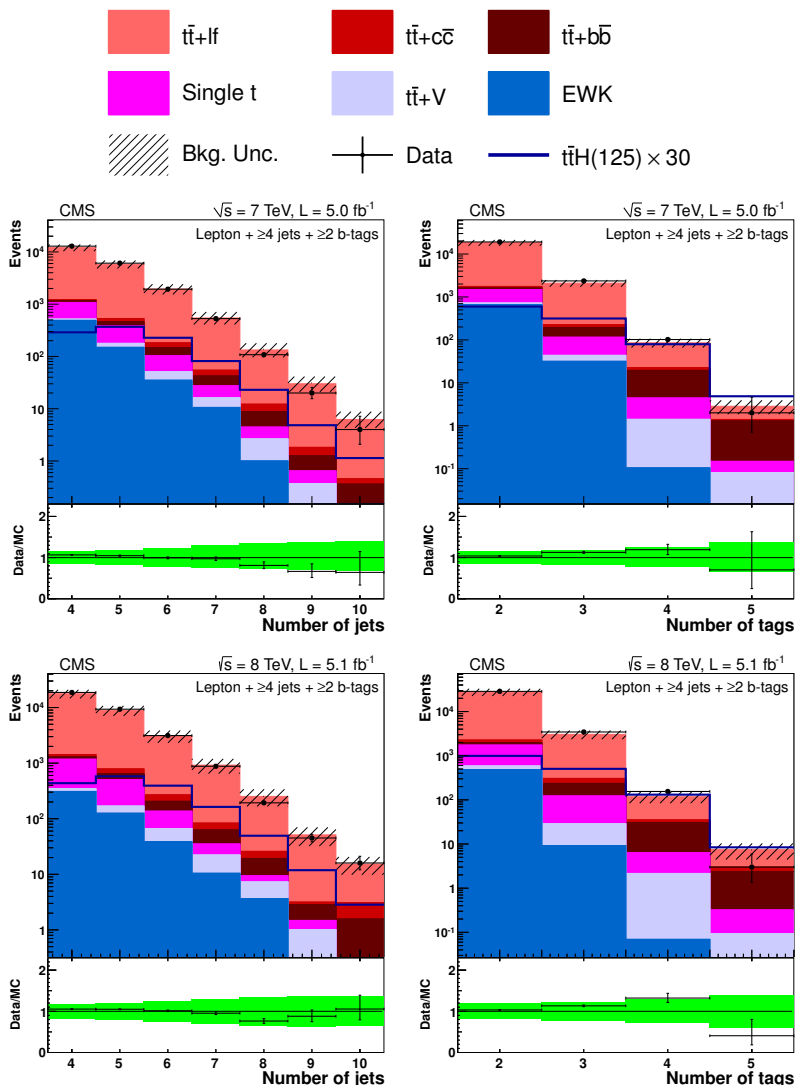 tt̄+lf tt̄+cc̄ tt̄+bb̄
Single t tt̄+V EWK
Bkg. Unc. Data tt̄H(125) × 30
CMS √s = 7 TeV, L = 5.0 fb⁻¹
Lepton + ≥4 jets + ≥2 b-tags
Events
10⁴
10³
10²
10
1
Data/MC
2
1
0
4 5 6 7 8 9 10
Number of jets
CMS √s = 7 TeV, L = 5.0 fb⁻¹
Lepton + ≥4 jets + ≥2 b-tags
Events
10⁵
10⁴
10³
10²
10
1
10⁻¹
Data/MC
2
1
0
2 3 4 5
Number of tags
CMS √s = 8 TeV, L = 5.1 fb⁻¹
Lepton + ≥4 jets + ≥2 b-tags
Events
10⁴
10³
10²
10
1
Data/MC
2
1
0
4 5 6 7 8 9 10
Number of jets
CMS √s = 8 TeV, L = 5.1 fb⁻¹
Lepton + ≥4 jets + ≥2 b-tags
Events
10⁴
10³
10²
10
1
10⁻¹
Data/MC
2
1
0
2 3 4 5
Number of tags